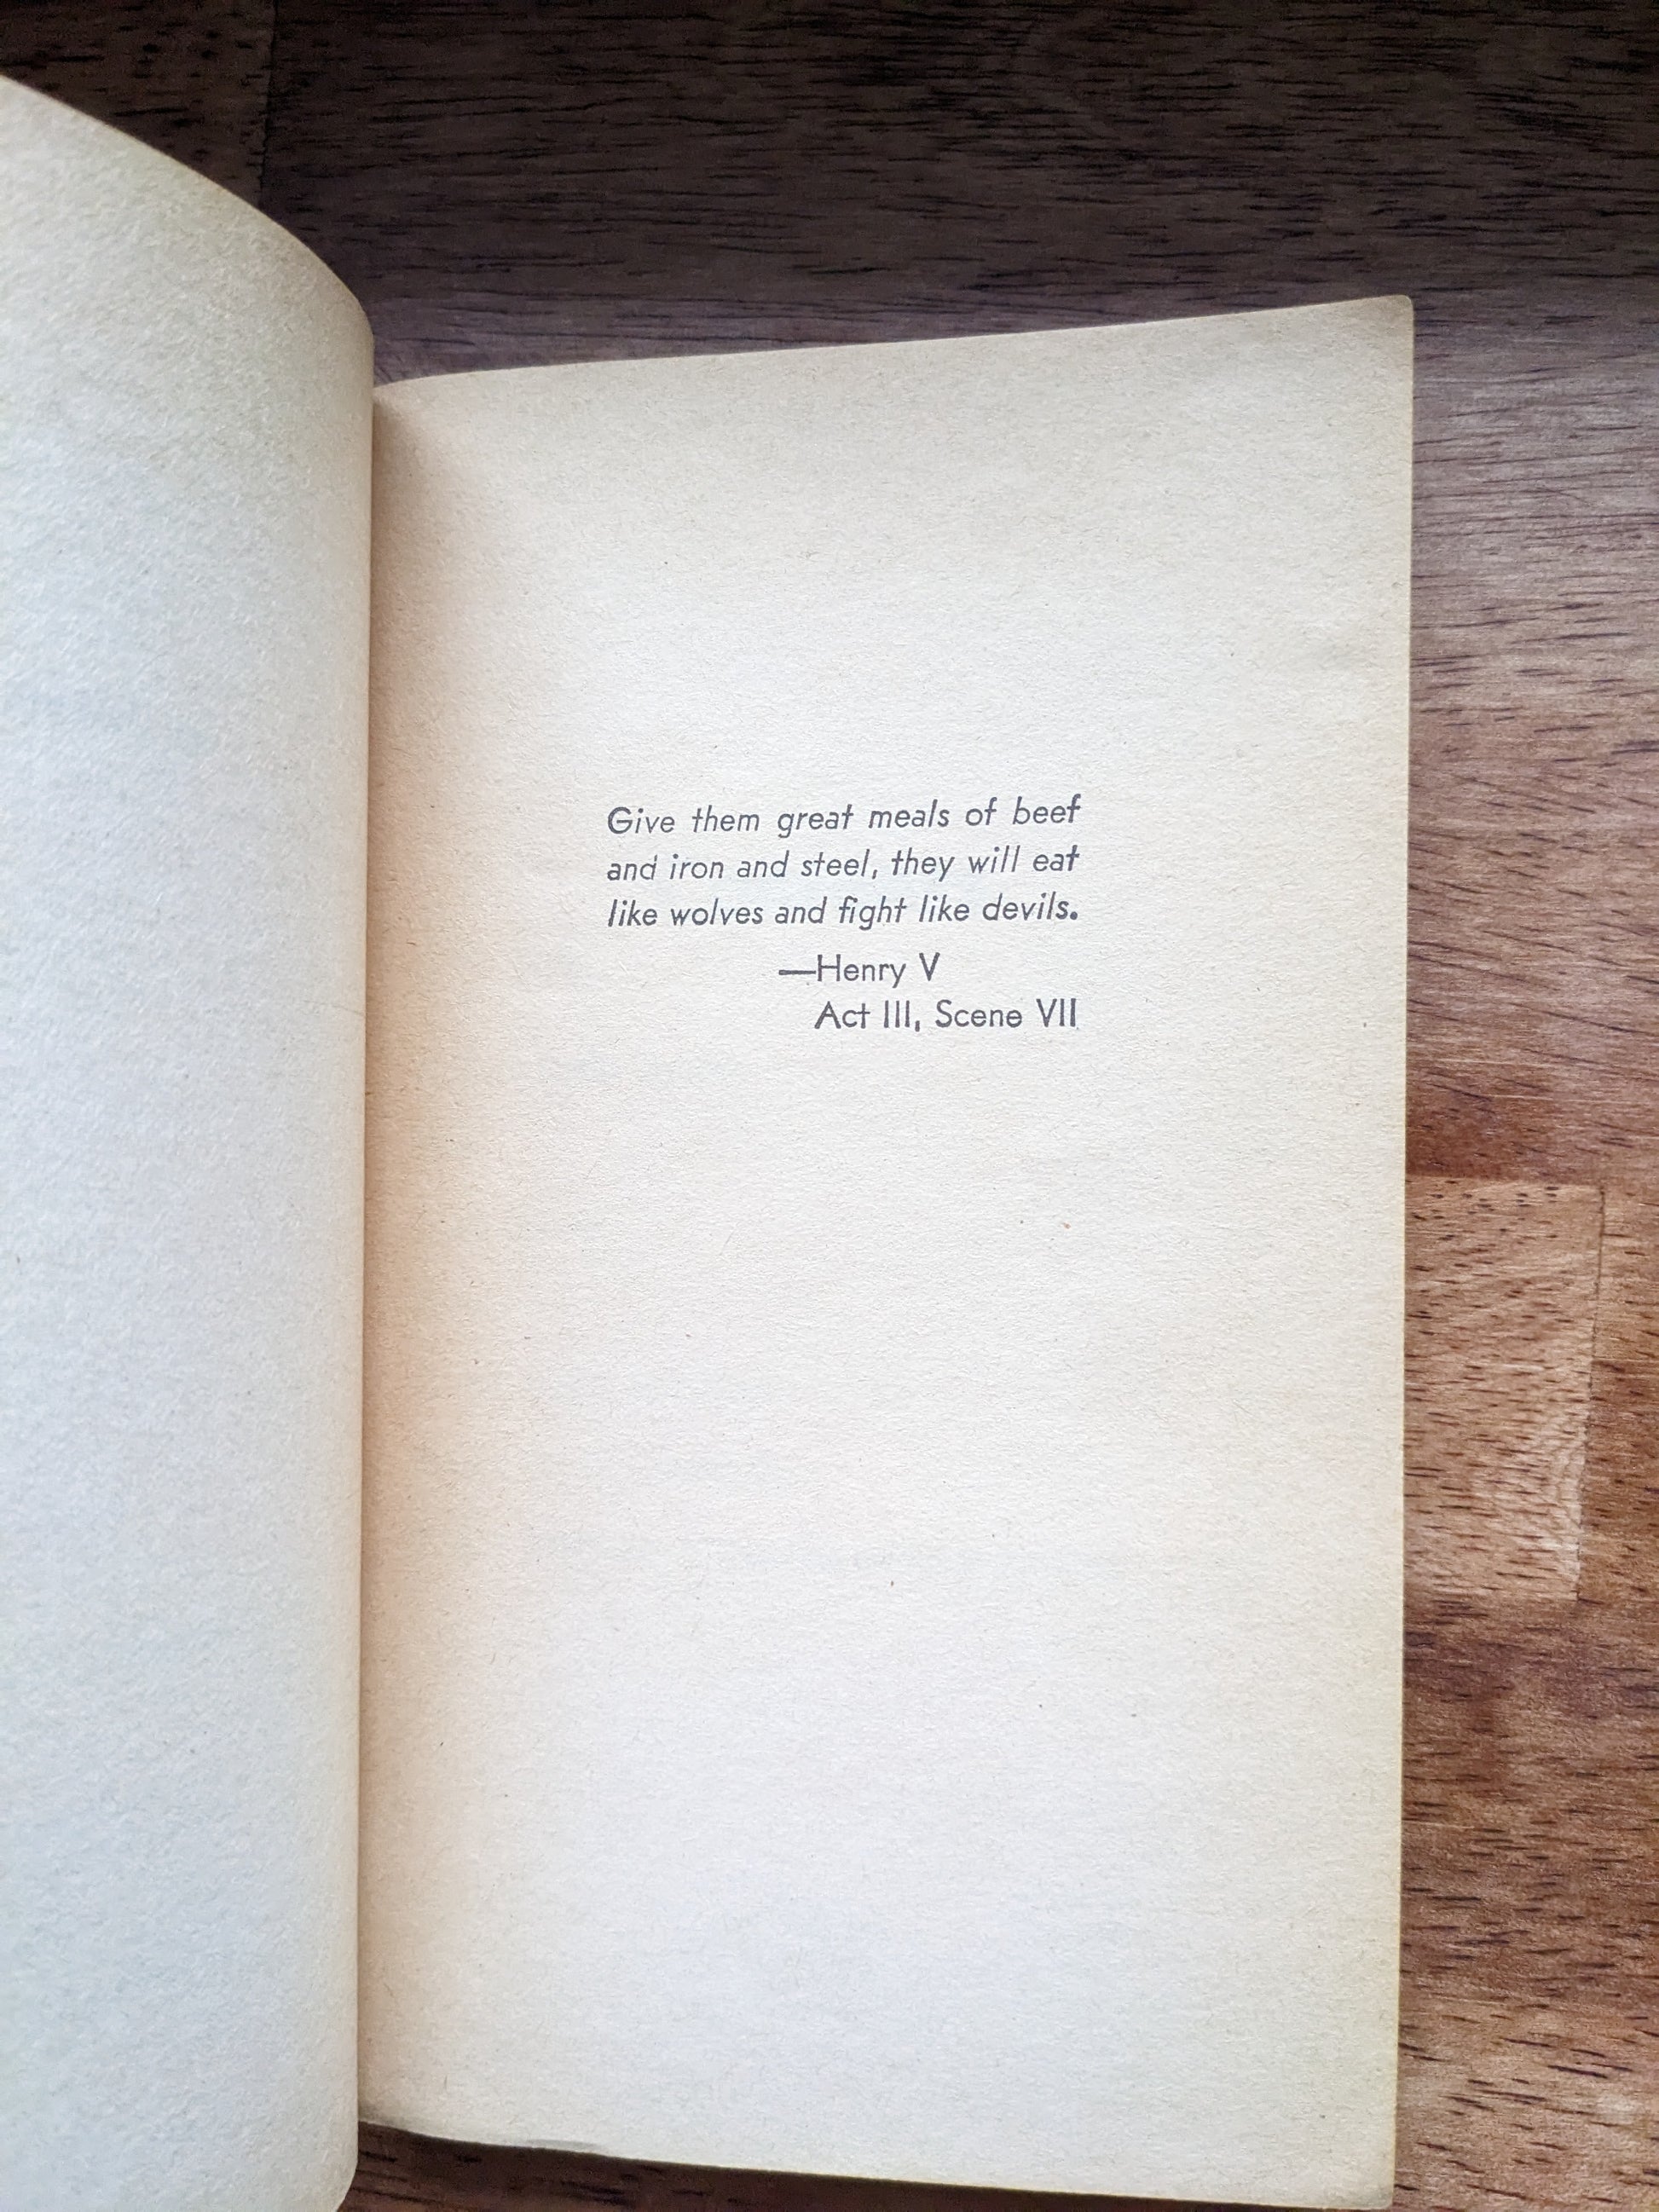 Give them great meals of beef
and iron and steel, they will eat
like wolves and fight like devils.
—Henry V
Act III, Scene VII